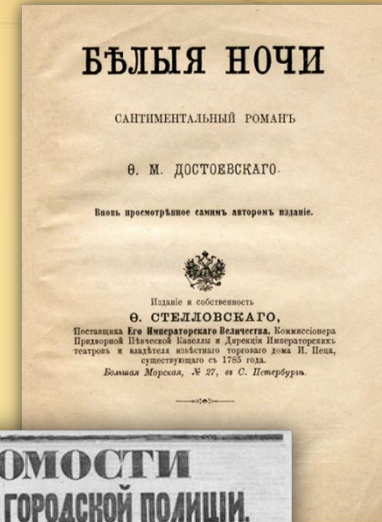 БѢЛЫЯ НОЧИ
САНТИМЕНТАЛЬНЫЙ РОМАНЪ
Ѳ. М. ДОСТОЕВСКАГО.
Вновь просмотрѣнное самимъ авторомъ изданіе.
Изданіе и собственность
Ѳ. СТЕЛЛОВСКАГО,
Поставщика Его Императорскаго Величества, Коммиссіонера
Придворной Пѣвческой Капеллы и Дирекціи Императорскихъ
театровъ и владѣтеля извѣстнаго торговаго дома И. Пеца,
существующаго съ 1785 года.
Большая Морская, № 27, въ С. Петербургѣ.
ОМОСТИ
ГОРОДСКОЙ ПОЛИЦІИ.